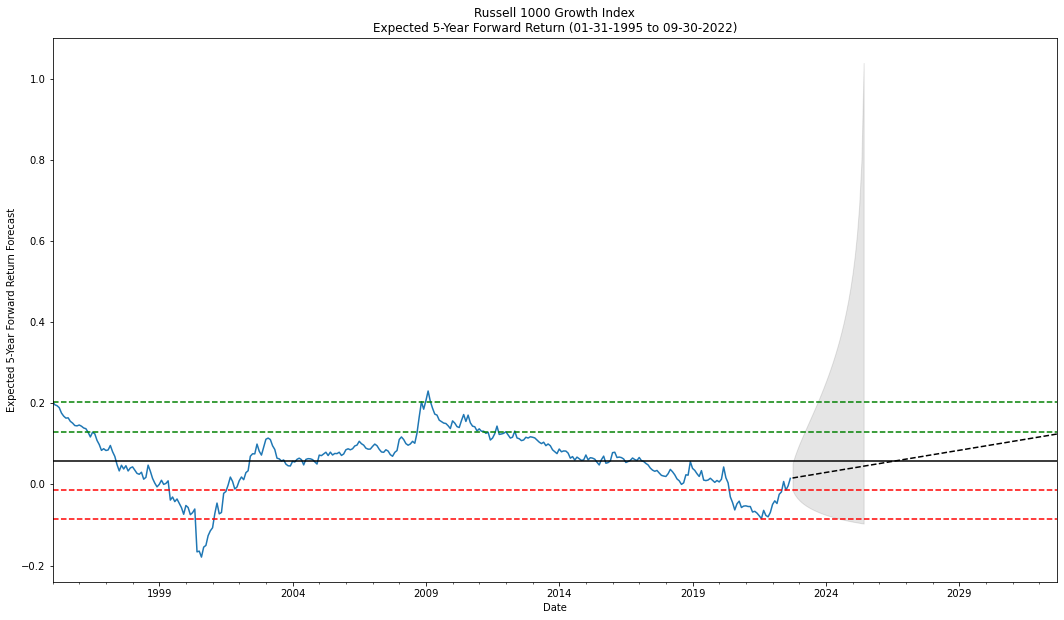 Russell 1000 Growth Index
Expected 5-Year Forward Return (01-31-1995 to 09-30-2022)
Expected 5-Year Forward Return Forecast
1.0
0.8
0.6
0.4
0.2
0.0
−0.2
1999 2004 2009 2014 2019 2024 2029
Date